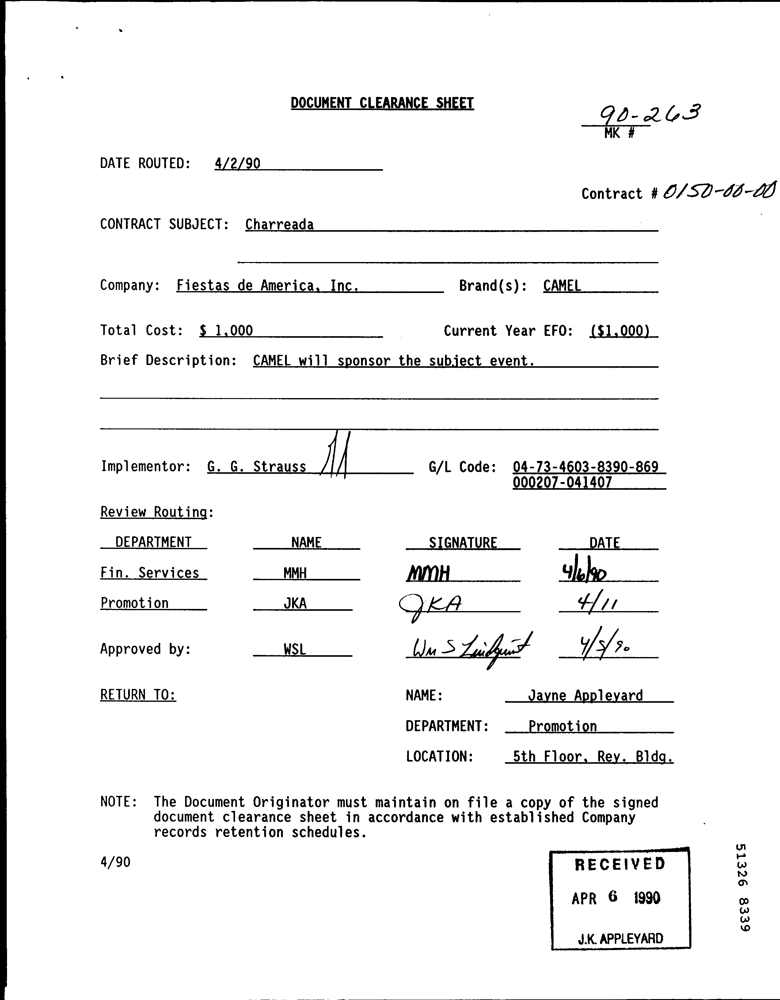 DOCUMENT CLEARANCE SHEET
90-263
MK #
DATE ROUTED: 4/2/90
Contract # 0150-00-00
CONTRACT SUBJECT: Charreada
Company: Fiestas de America, Inc. Brand(s): CAMEL
Total Cost: $ 1,000 Current Year EFO: ($1,000)
Brief Description: CAMEL will sponsor the subject event.
Implementor: G. G. Strauss G/L Code: 04-73-4603-8390-869
000207-041407
Review Routing:
DEPARTMENT NAME SIGNATURE DATE
Fin. Services MMH MMH 4/6/90
Promotion JKA JKA 4/11
Approved by: WSL Wm S Lindquist 4/5/90
RETURN TO: NAME: Jayne Appleyard
DEPARTMENT: Promotion
LOCATION: 5th Floor, Rey. Bldg.
NOTE: The Document Originator must maintain on file a copy of the signed
document clearance sheet in accordance with established Company
records retention schedules.
4/90
RECEIVED
APR 6 1990
J.K. APPLEYARD
51326 8339